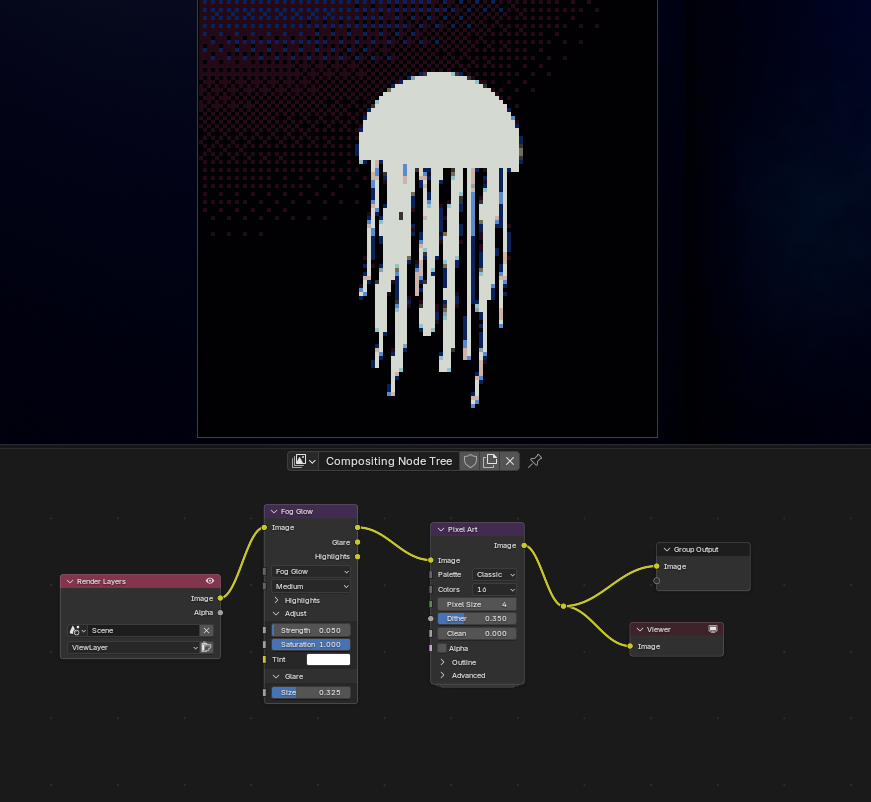 Compositing Node Tree
Fog Glow
Image
Glare
Highlights
Fog Glow
Medium
Highlights
Adjust
Strength 0.050
Saturation 1.000
Tint
Glare
Size 0.325
Render Layers
Image
Alpha
Scene
ViewLayer
Pixel Art
Image
Image
Palette Classic
Colors 16
Pixel Size 4
Dither 0.350
Clean 0.000
Alpha
Outline
Advanced
Group Output
Image
Viewer
Image